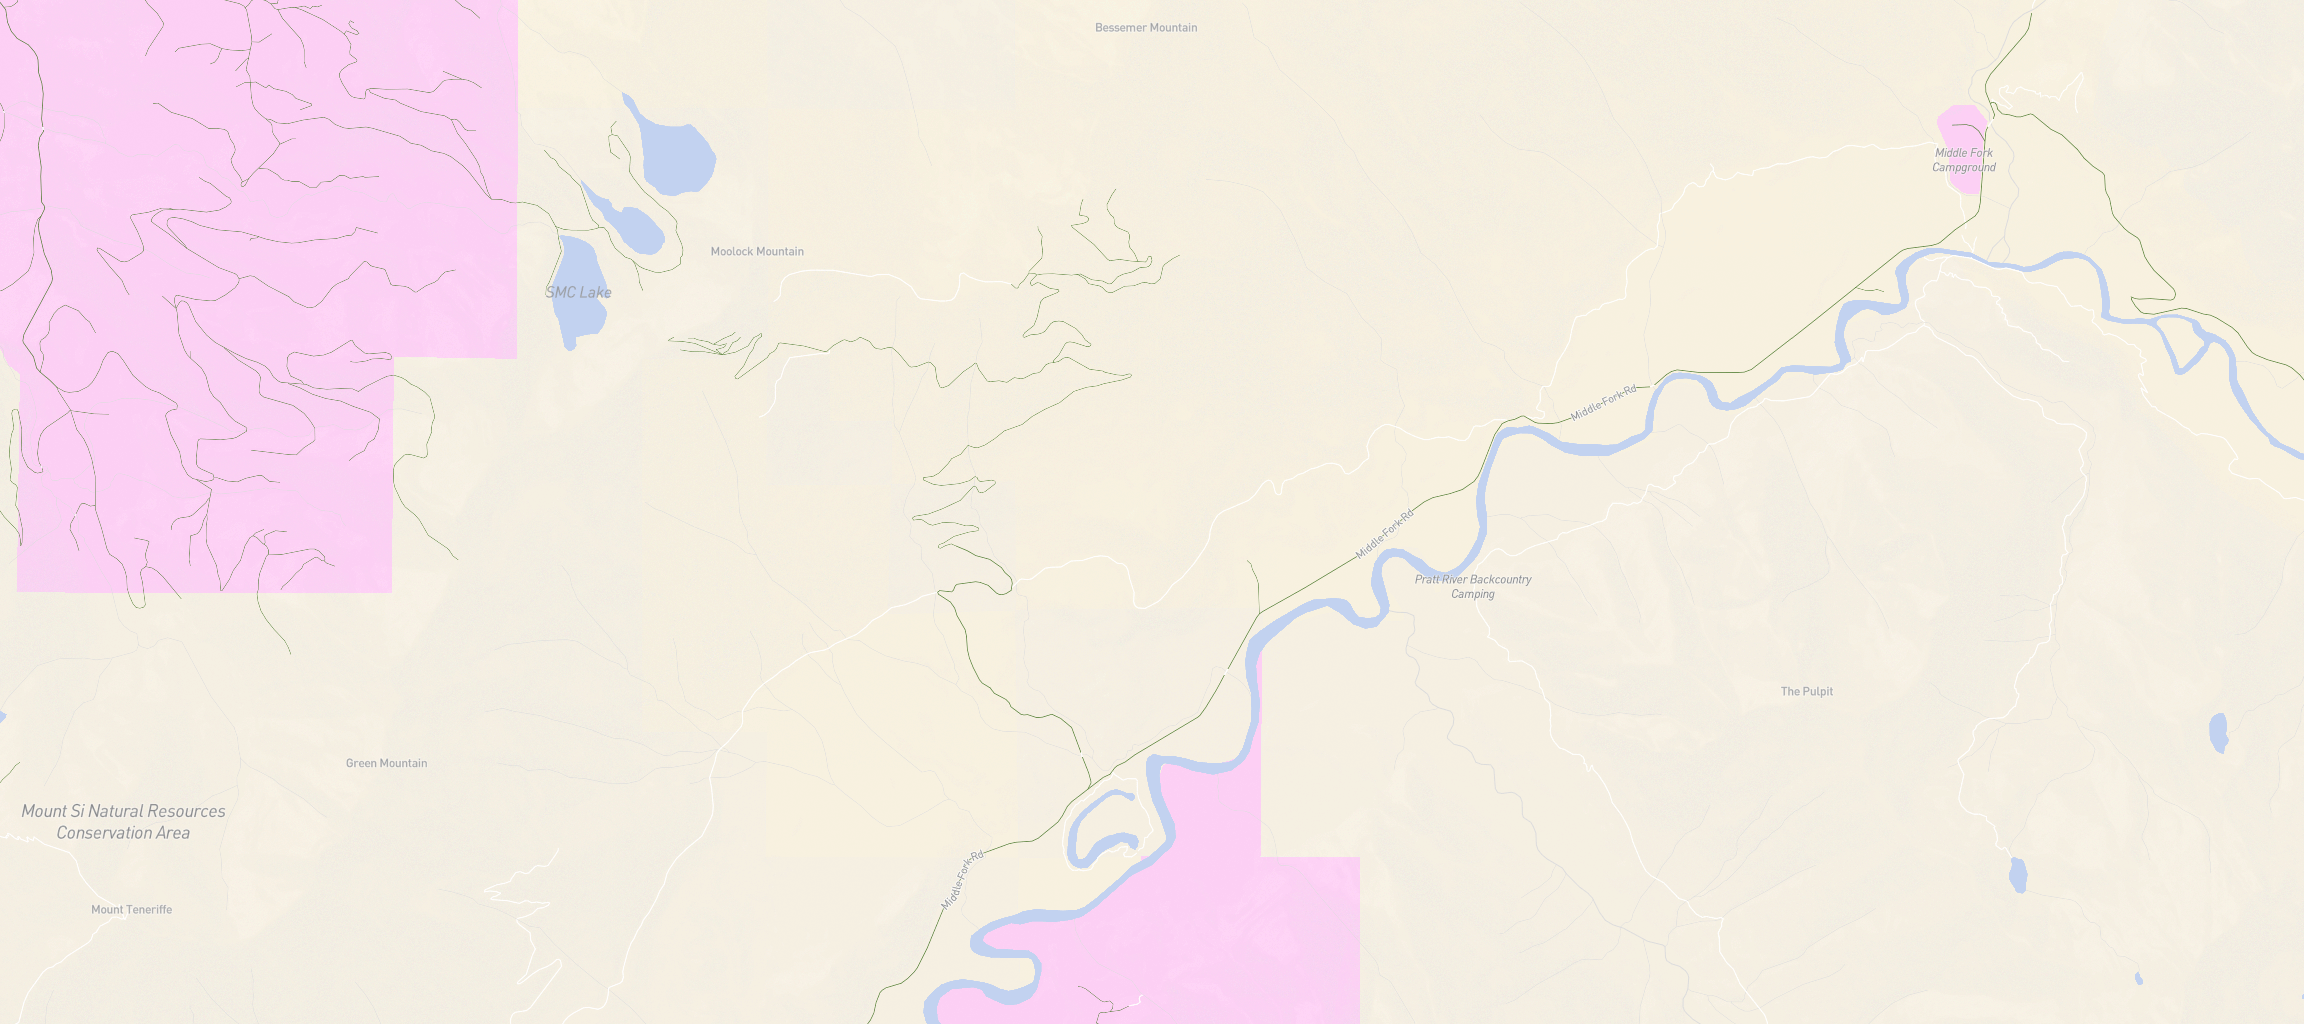 Bessemer Mountain
Middle Fork
Campground
Moolock Mountain
SMC Lake
Middle-Fork-Rd
Middle-Fork-Rd
Pratt River Backcountry
Camping
The Pulpit
Green Mountain
Mount Si Natural Resources
Conservation Area
Middle-Fork-Rd
Mount Teneriffe